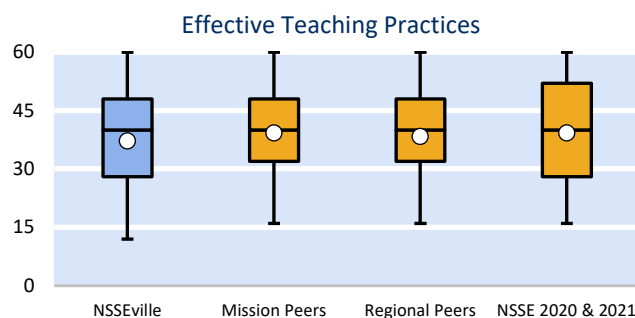 Effective Teaching Practices
60
45
30
15
0
NSSEville
Mission Peers
Regional Peers
NSSE 2020 & 2021